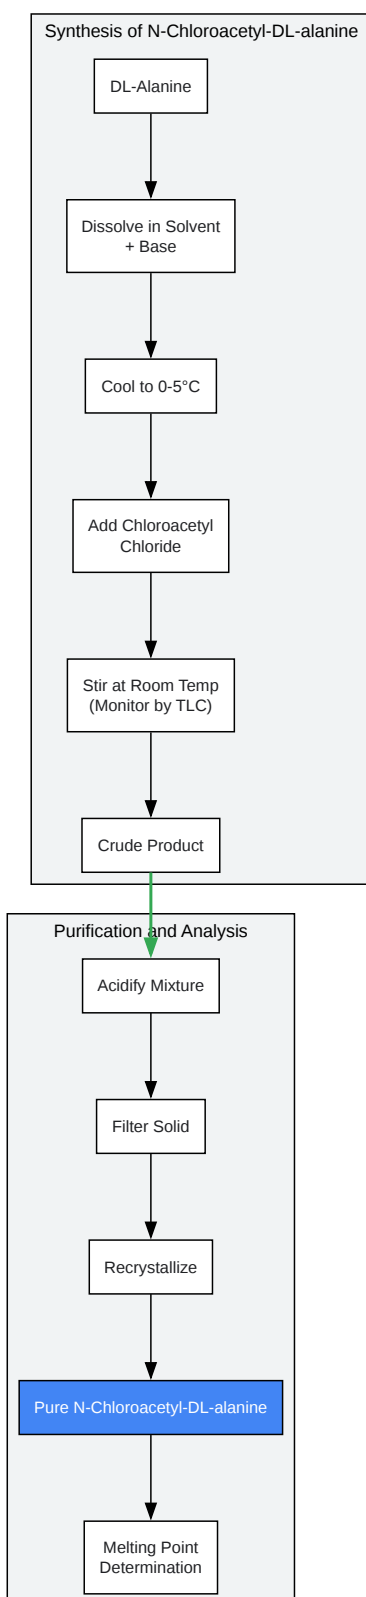 Synthesis of N-Chloroacetyl-DL-alanine
DL-Alanine
Dissolve in Solvent
+ Base
Cool to 0-5°C
Add Chloroacetyl
Chloride
Stir at Room Temp
(Monitor by TLC)
Crude Product
Purification and Analysis
Acidify Mixture
Filter Solid
Recrystallize
Pure N-Chloroacetyl-DL-alanine
Melting Point
Determination